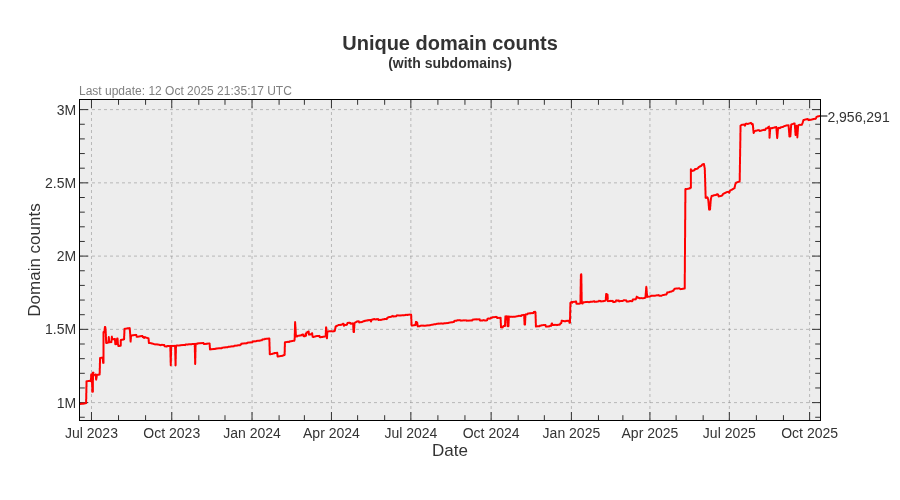 Unique domain counts
(with subdomains)
Last update: 12 Oct 2025 21:35:17 UTC
3M
2,956,291
2.5M
2M
1.5M
1M
Domain counts
Jul 2023 Oct 2023 Jan 2024 Apr 2024 Jul 2024 Oct 2024 Jan 2025 Apr 2025 Jul 2025 Oct 2025
Date